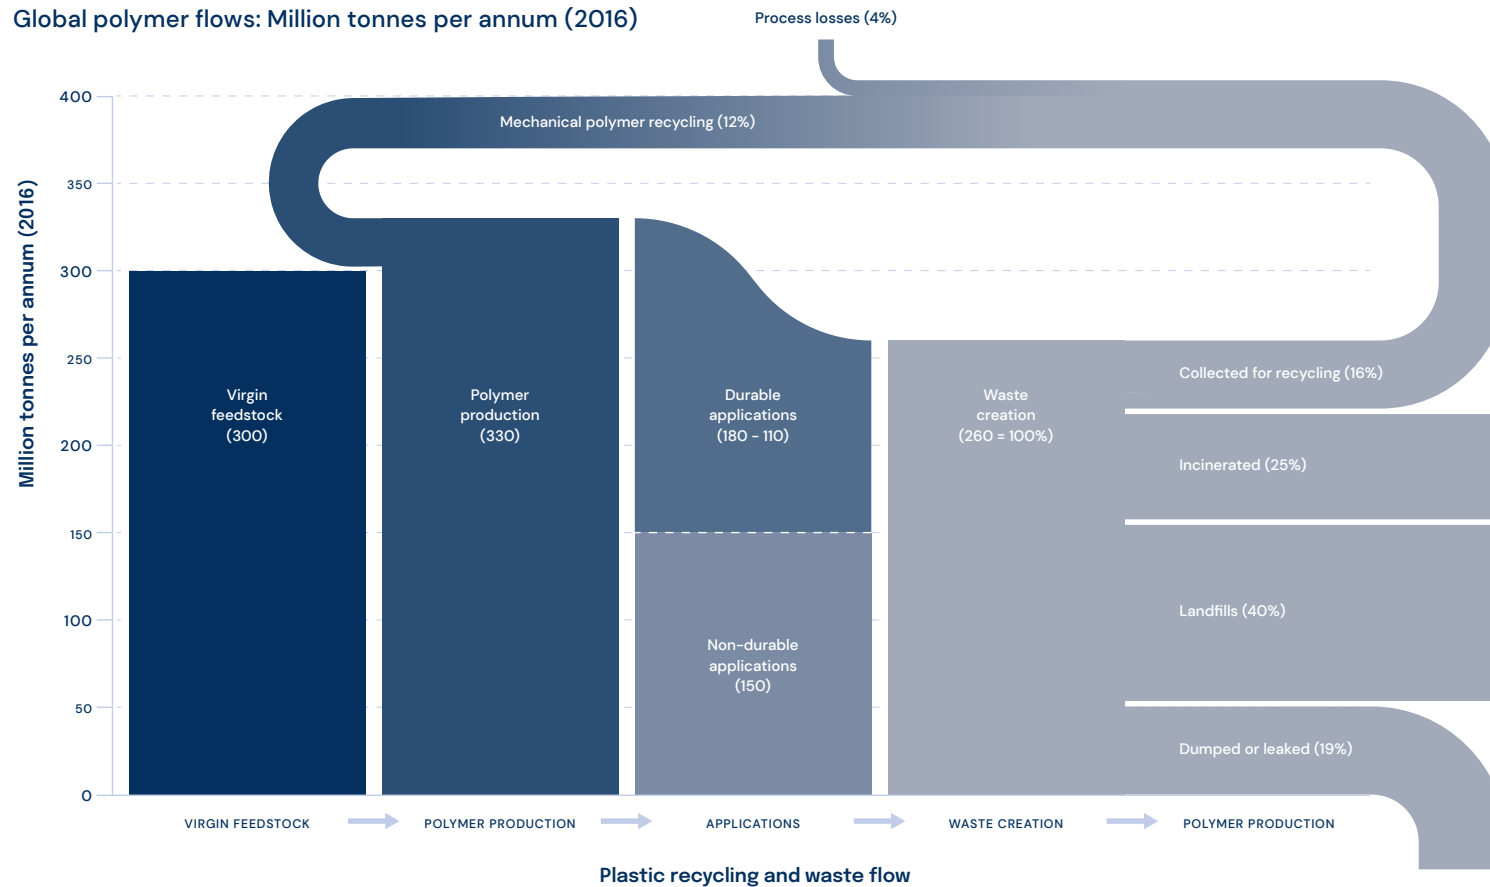 Global polymer flows: Million tonnes per annum (2016)
Process losses (4%)
400
Mechanical polymer recycling (12%)
350
300
250
200
150
100
50
0
Million tonnes per annum (2016)
Virgin
feedstock
(300)
Polymer
production
(330)
Durable
applications
(180 - 110)
Non-durable
applications
(150)
Waste
creation
(260 = 100%)
Collected for recycling (16%)
Incinerated (25%)
Landfills (40%)
Dumped or leaked (19%)
VIRGIN FEEDSTOCK
POLYMER PRODUCTION
APPLICATIONS
WASTE CREATION
POLYMER PRODUCTION
Plastic recycling and waste flow